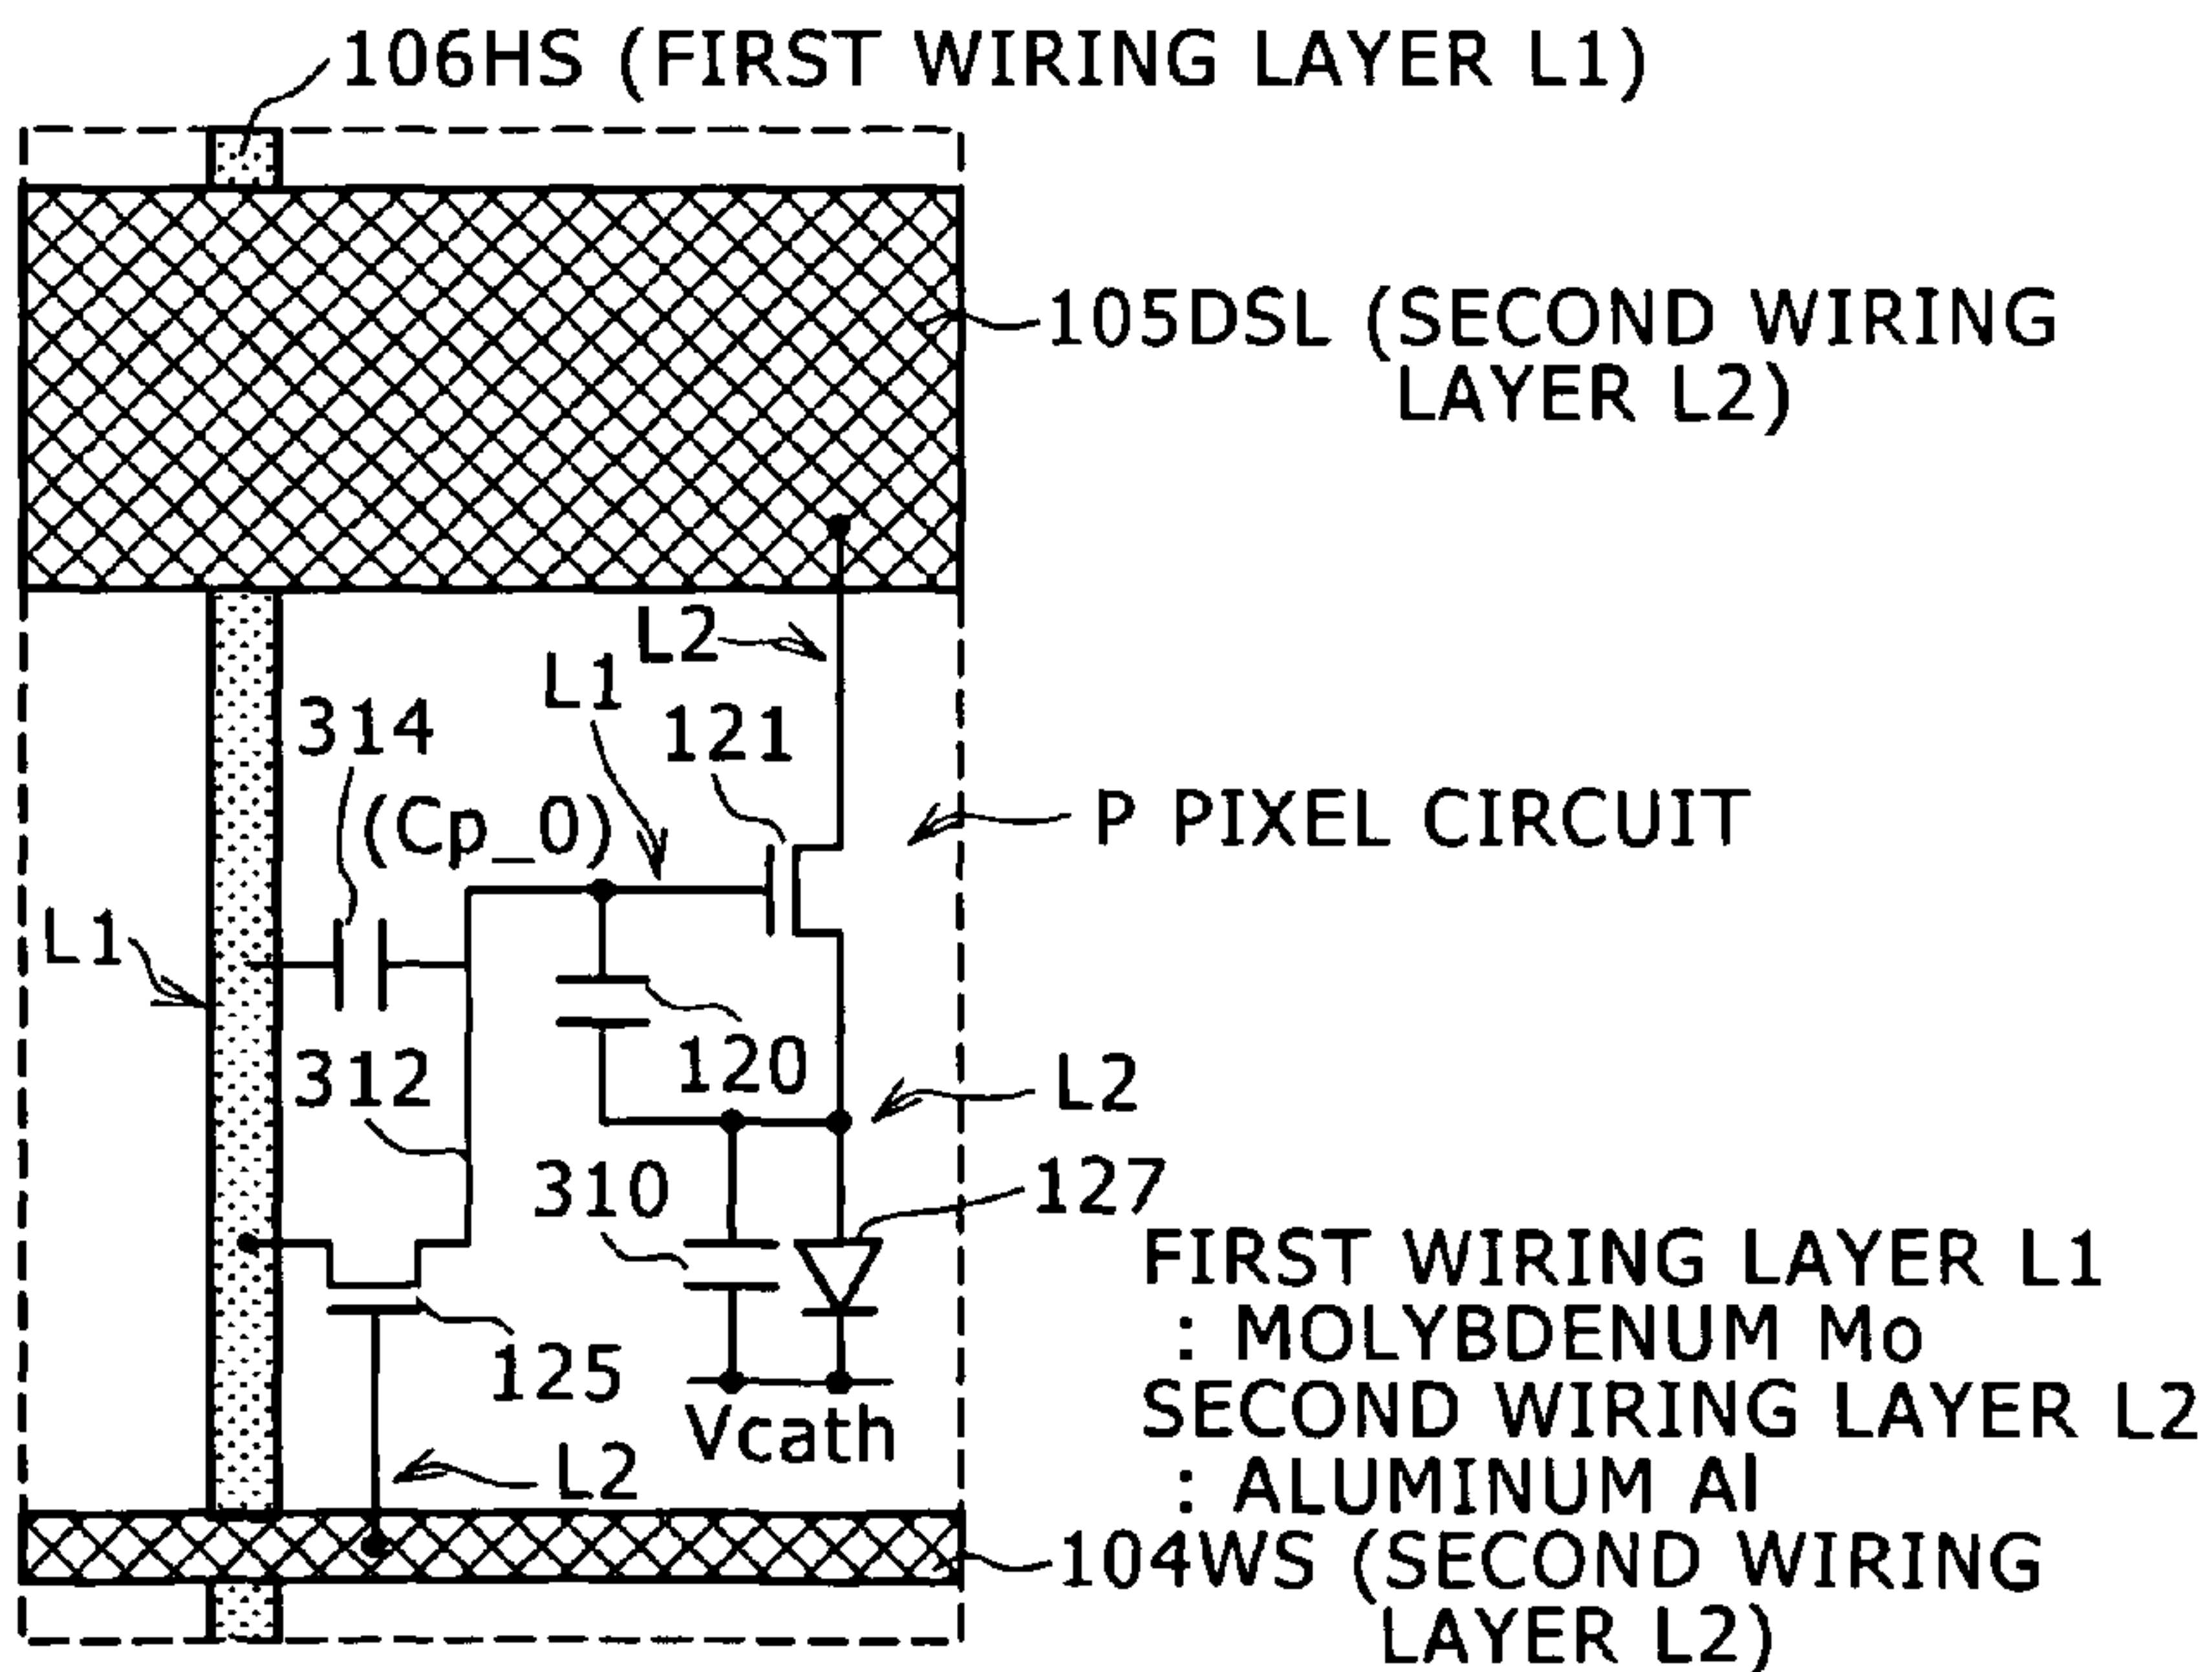 106HS (FIRST WIRING LAYER L1)
105DSL (SECOND WIRING
LAYER L2)
L2
L1
314
121
(Cp_0)
P PIXEL CIRCUIT
L1
120
312
L2
310
127
FIRST WIRING LAYER L1
: MOLYBDENUM Mo
125
SECOND WIRING LAYER L2
Vcath
L2
: ALUMINUM Al
104WS (SECOND WIRING
LAYER L2)